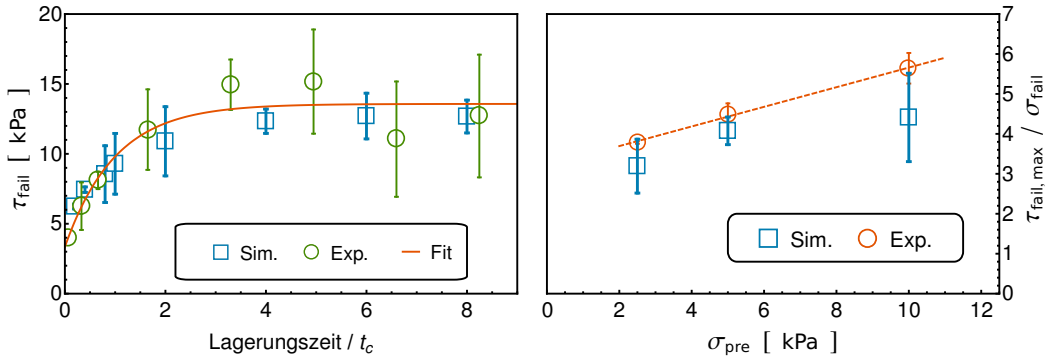 20
15
10
5
0
τfail [ kPa]
Sim. Exp. Fit
0 2 4 6 8
Lagerungszeit / tc
7
6
5
4
3
2
1
0
τfail,max / σfail
Sim. Exp.
0 2 4 6 8 10 12
σpre [ kPa]